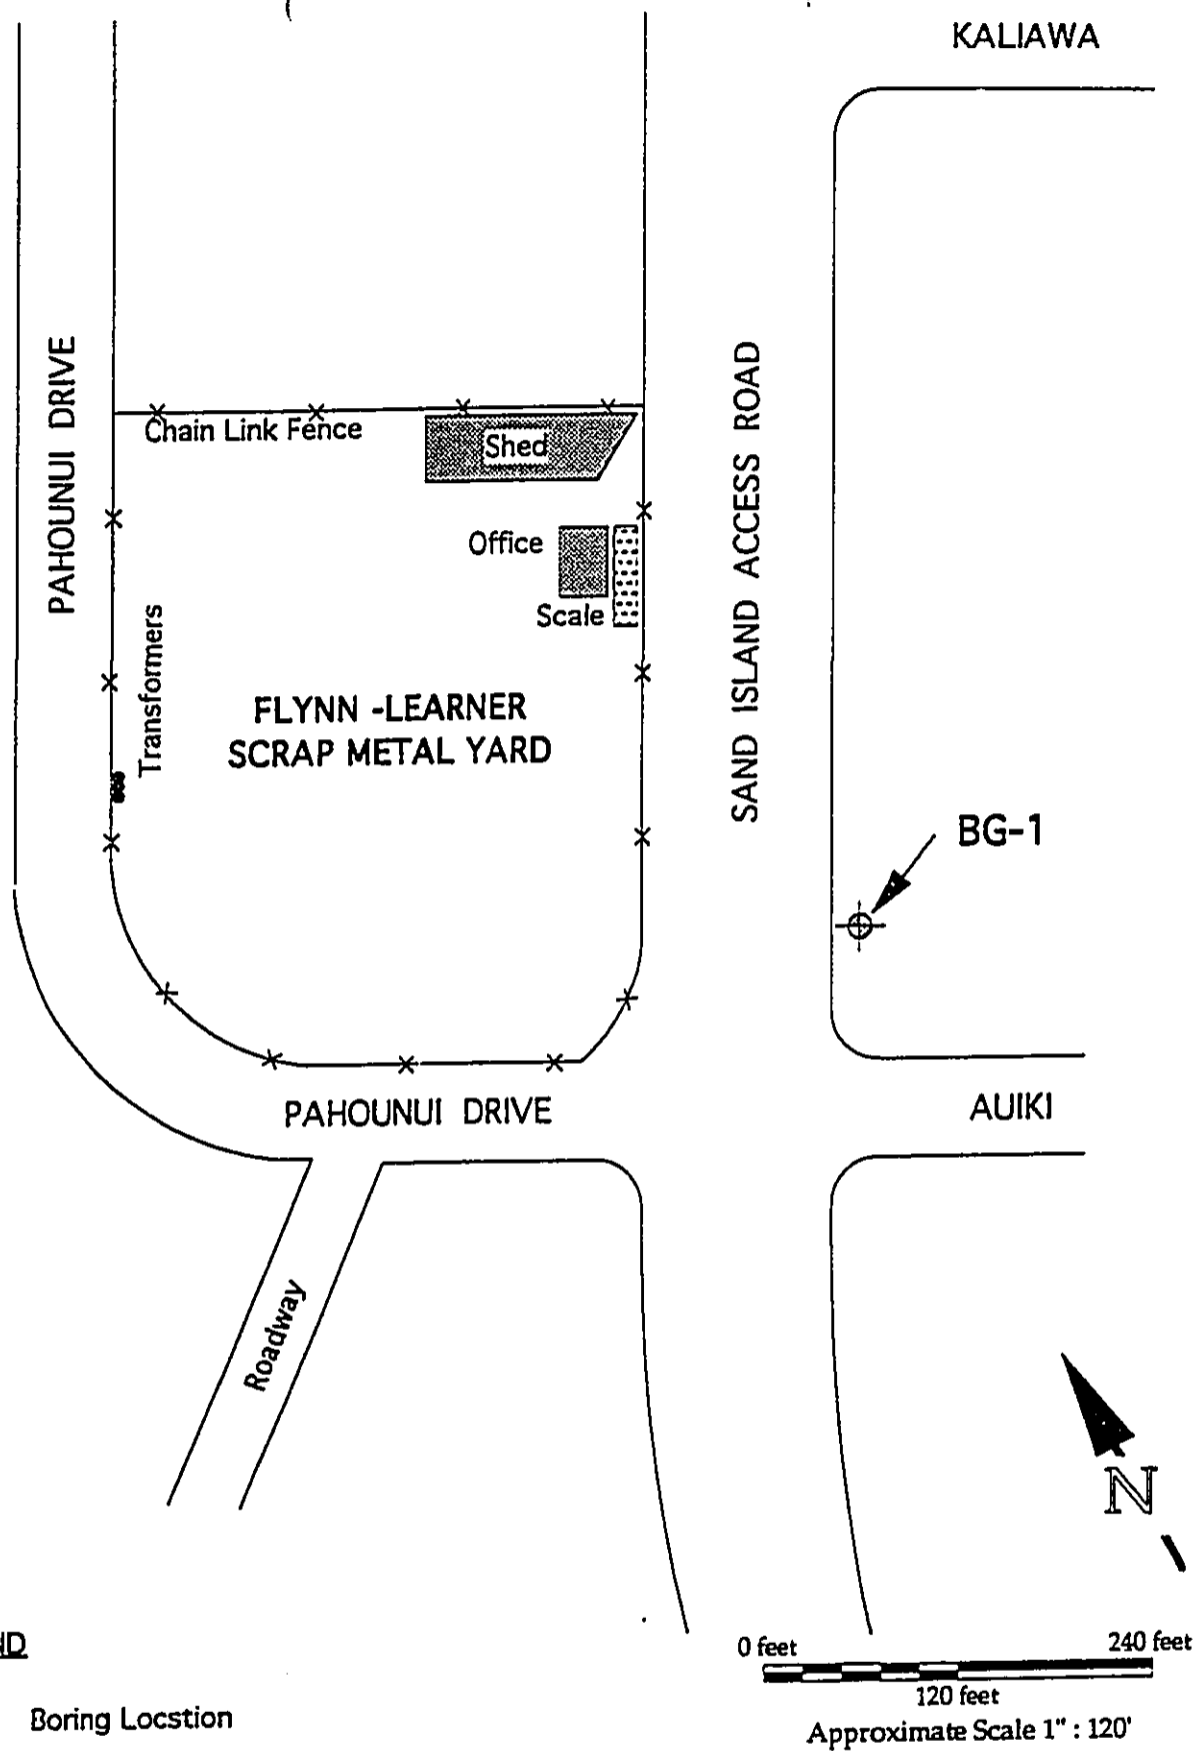 KALIAWA
PAHOUNUI DRIVE
SAND ISLAND ACCESS ROAD
Chain Link Fence
Shed
Office
Scale
Transformers
FLYNN -LEARNER
SCRAP METAL YARD
BG-1
PAHOUNUI DRIVE
AUIKI
Roadway
N
0 feet
240 feet
120 feet
Approximate Scale 1" : 120'
ND
Boring Locstion